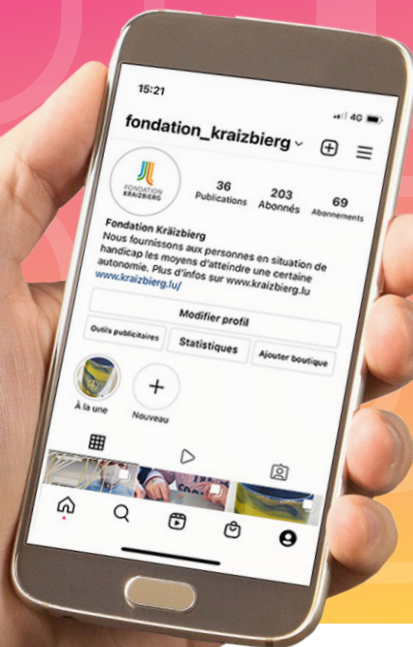 15:21
4G
fondation_kraizbierg
FONDATION
KRÄIZBIERG
36
Publications
203
Abonnés
69
Abonnements
Fondation Kräizbierg
Nous fournissons aux personnes en situation de
handicap les moyens d'atteindre une certaine
autonomie. Plus d'infos sur www.kraizbierg.lu
www.kraizbierg.lu/
Modifier profil
Outils publicitaires
Statistiques
Ajouter boutique
À la une
Nouveau